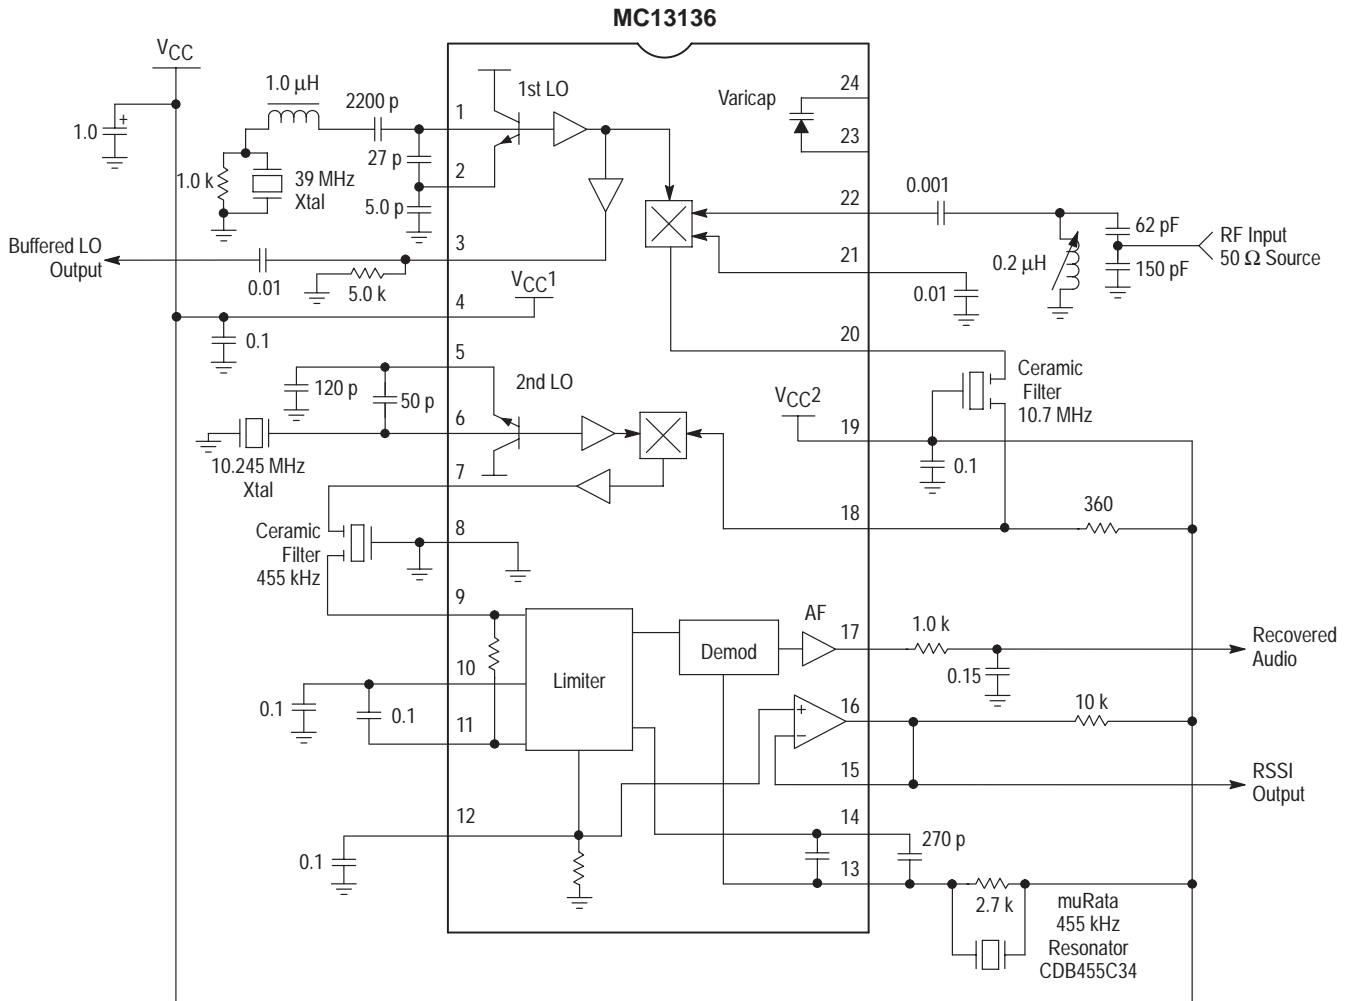 MC13136
VCC
1.0
+
1.0 µH
2200 p
1.0 k
39 MHz
Xtal
27 p
5.0 p
1
2
1st LO
Varicap
24
23
22
0.001
62 pF
150 pF
0.2 µH
RF Input
50 Ω Source
Buffered LO
Output
0.01
5.0 k
3
21
0.01
VCC1
4
0.1
20
5
120 p
50 p
6
2nd LO
10.245 MHz
Xtal
Ceramic
Filter
10.7 MHz
VCC2
19
0.1
7
Ceramic
Filter
455 kHz
8
18
360
9
Limiter
Demod
AF
17
1.0 k
0.15
Recovered
Audio
10
0.1
0.1
11
+
–
16
10 k
15
RSSI
Output
12
0.1
14
270 p
13
2.7 k
muRata
455 kHz
Resonator
CDB455C34